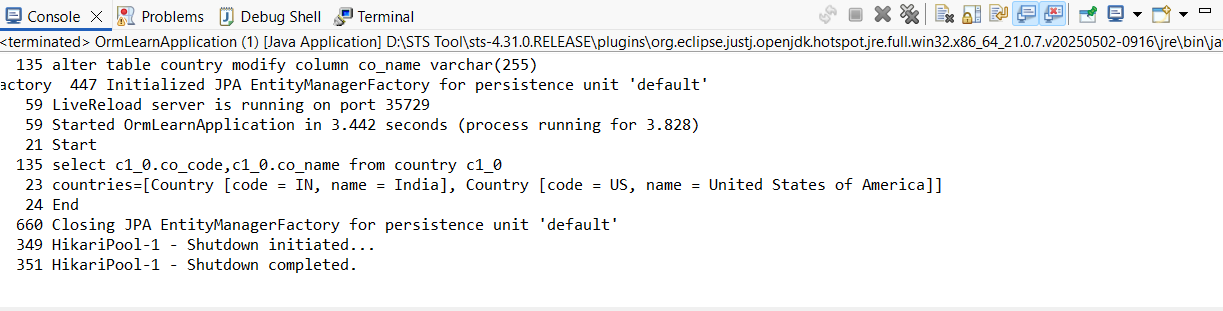 Console
Problems
Debug Shell
Terminal
<terminated> OrmLearnApplication (1) [Java Application] D:\STS Tool\sts-4.31.0.RELEASE\plugins\org.eclipse.justj.openjdk.hotspot.jre.full.win32.x86_64_21.0.7.v20250502-0916\jre\bin\ja
135 alter table country modify column co_name varchar(255)
actory  447 Initialized JPA EntityManagerFactory for persistence unit 'default'
59 LiveReload server is running on port 35729
59 Started OrmLearnApplication in 3.442 seconds (process running for 3.828)
21 Start
135 select c1_0.co_code,c1_0.co_name from country c1_0
23 countries=[Country [code = IN, name = India], Country [code = US, name = United States of America]]
24 End
660 Closing JPA EntityManagerFactory for persistence unit 'default'
349 HikariPool-1 - Shutdown initiated...
351 HikariPool-1 - Shutdown completed.